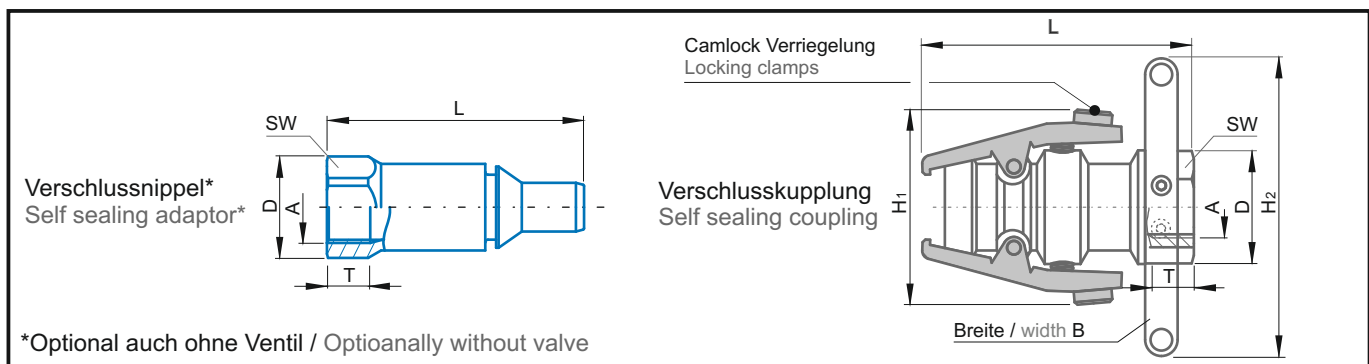 Camlock Verriegelung
Locking clamps
L
L
SW
SW
Verschlussnippel*
Self sealing adaptor*
D
A
T
Verschlusskupplung
Self sealing coupling
H1
A
D
H2
T
Breite / width B
*Optional auch ohne Ventil / Optioanally without valve